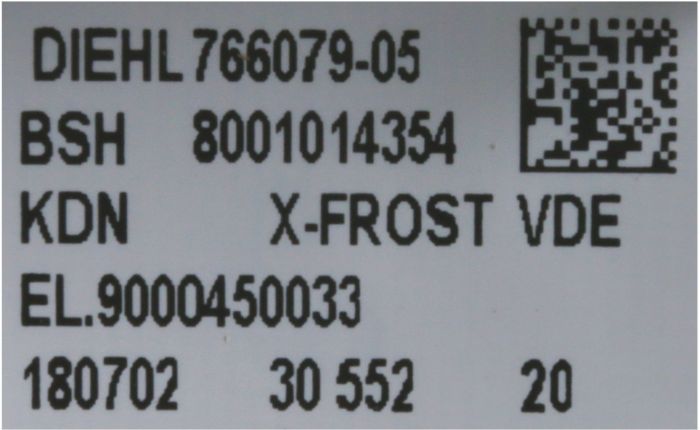 DIEHL 766079-05
BSH 8001014354
KDN X-FROST VDE
EL.9000450033
180702 30 552 20